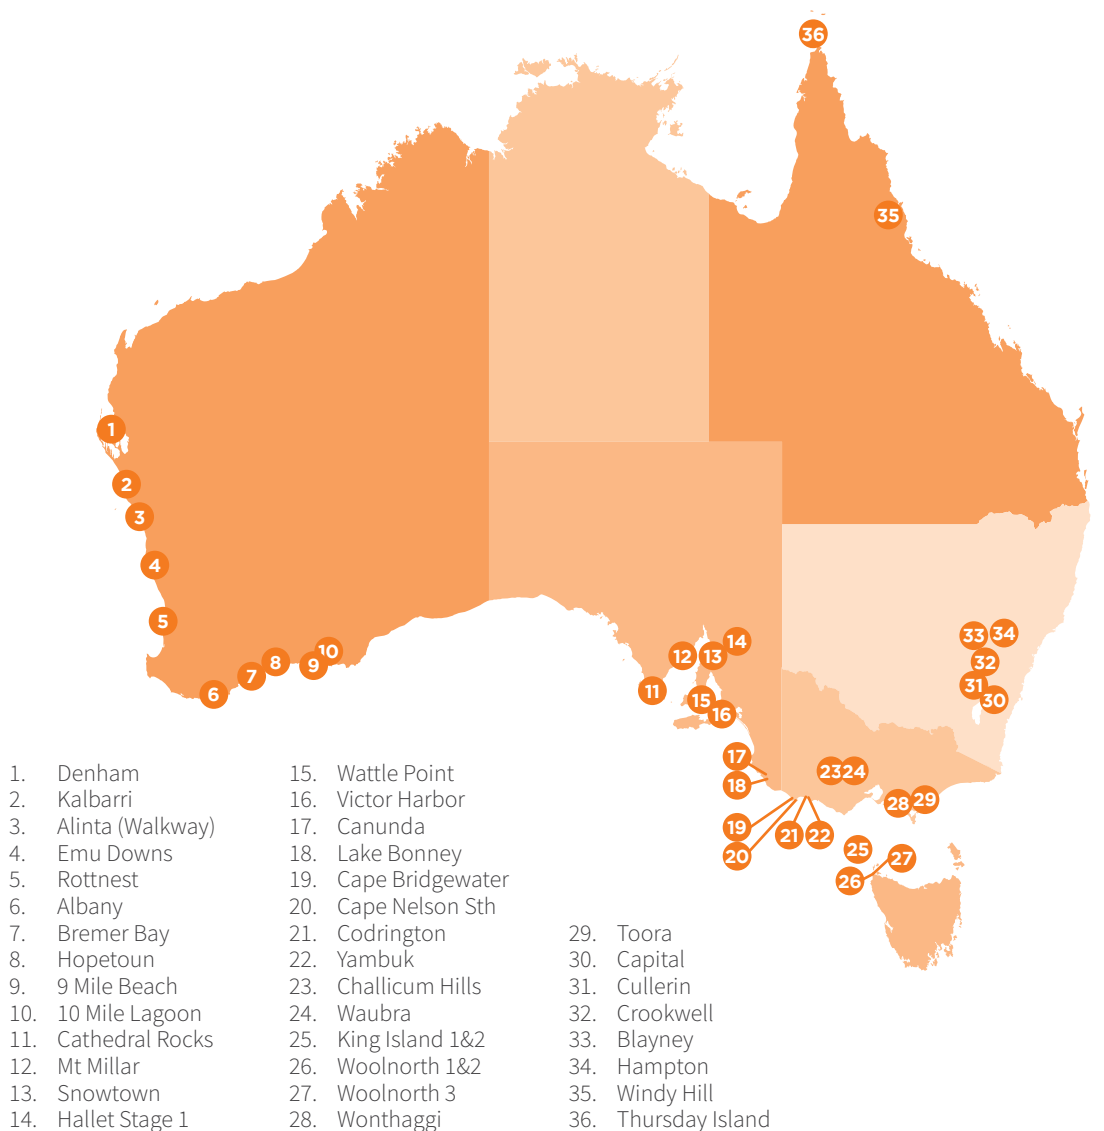 36
35
1
2
3
4
5
6
7
8
9
10
11
12
13
14
15
16
17
18
19
20
21
22
23
24
25
26
27
28
29
30
31
32
33
34
1. Denham
2. Kalbarri
3. Alinta (Walkway)
4. Emu Downs
5. Rottnest
6. Albany
7. Bremer Bay
8. Hopetoun
9. 9 Mile Beach
10. 10 Mile Lagoon
11. Cathedral Rocks
12. Mt Millar
13. Snowtown
14. Hallet Stage 1
15. Wattle Point
16. Victor Harbor
17. Canunda
18. Lake Bonney
19. Cape Bridgewater
20. Cape Nelson Sth
21. Codrington
22. Yambuk
23. Challicum Hills
24. Waubra
25. King Island 1&2
26. Woolnorth 1&2
27. Woolnorth 3
28. Wonthaggi
29. Toora
30. Capital
31. Cullerin
32. Crookwell
33. Blayney
34. Hampton
35. Windy Hill
36. Thursday Island